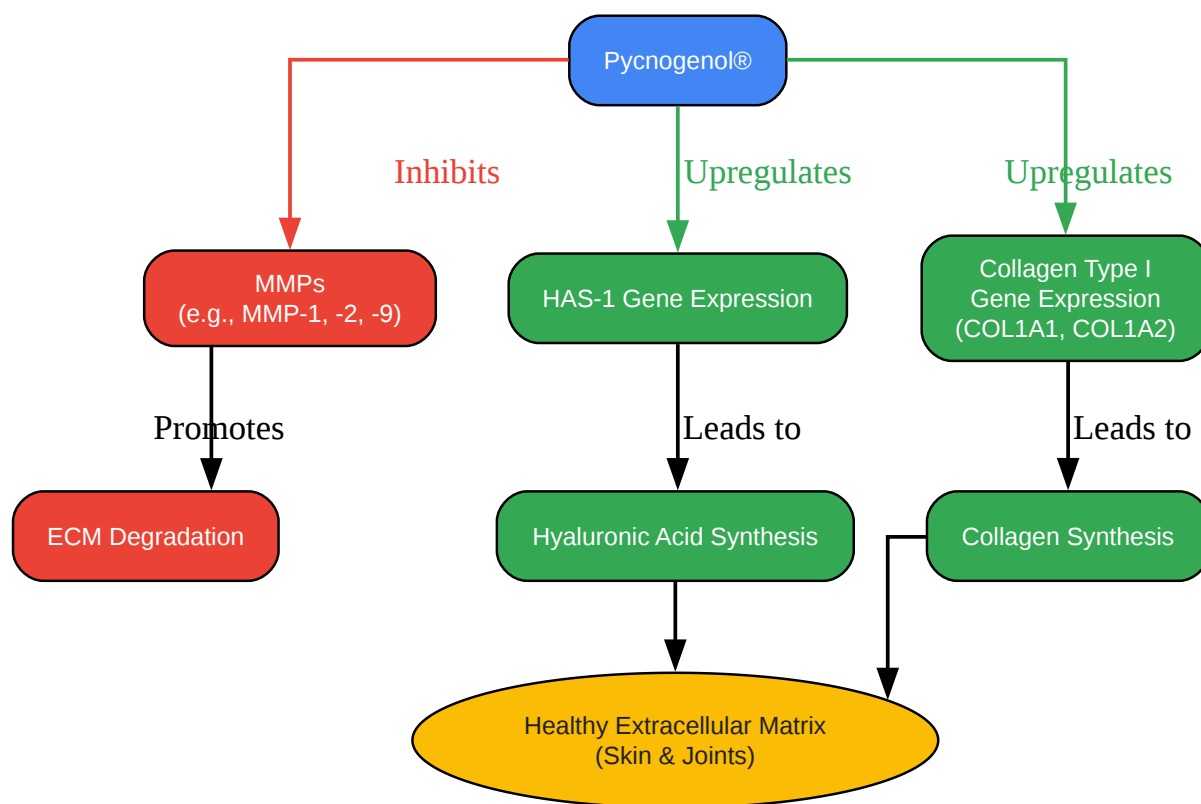 Pycnogenol®
Inhibits
Upregulates
Upregulates
MMPs
(e.g., MMP-1, -2, -9)
HAS-1 Gene Expression
Collagen Type I
Gene Expression
(COL1A1, COL1A2)
Promotes
Leads to
Leads to
ECM Degradation
Hyaluronic Acid Synthesis
Collagen Synthesis
Healthy Extracellular Matrix
(Skin & Joints)